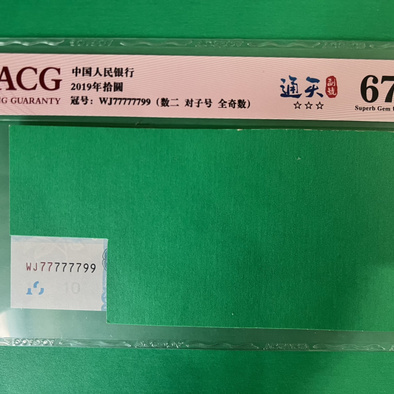 ACG
NG GUARANTY
中国人民银行
2019年拾圆
冠号：WJ77777799（数二 对子号 全奇数）
通天
☆☆☆
67
Superb Gem
WJ77777799
10